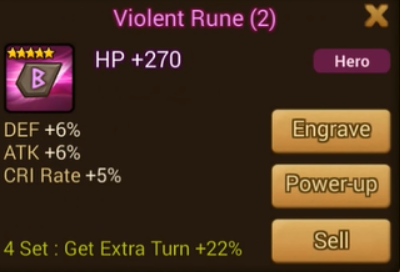 Violent Rune (2)
HP +270
Hero
DEF +6%
ATK +6%
CRI Rate +5%
Engrave
Power-up
Sell
4 Set : Get Extra Turn +22%